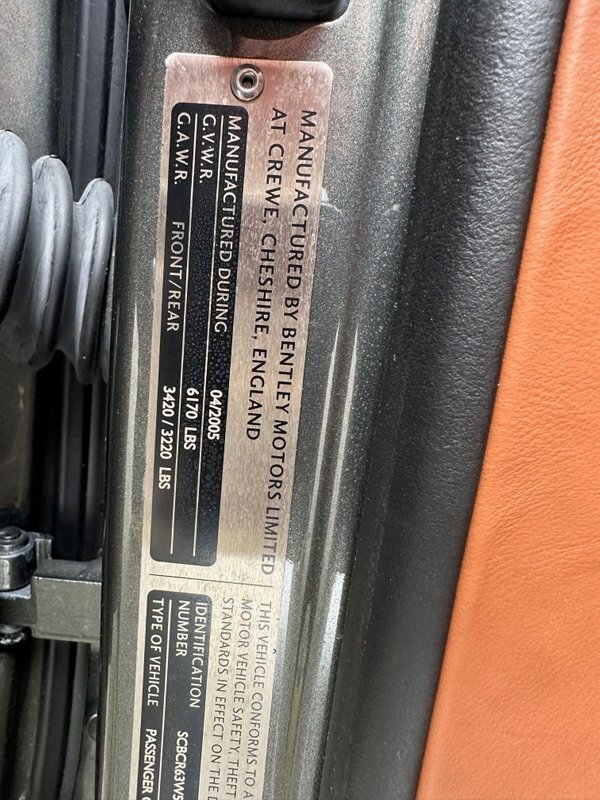 MANUFACTURED BY BENTLEY MOTORS LIMITED
AT CREWE, CHESHIRE, ENGLAND
MANUFACTURED DURING 04/2005
G.V.W.R. 6170 LBS
G.A.W.R. FRONT/REAR 3420 / 3220 LBS
THIS VEHICLE CONFORMS TO A
MOTOR VEHICLE SAFETY, THEFT
STANDARDS IN EFFECT ON THE
IDENTIFICATION
NUMBER SCBCR63W5
TYPE OF VEHICLE PASSENGER